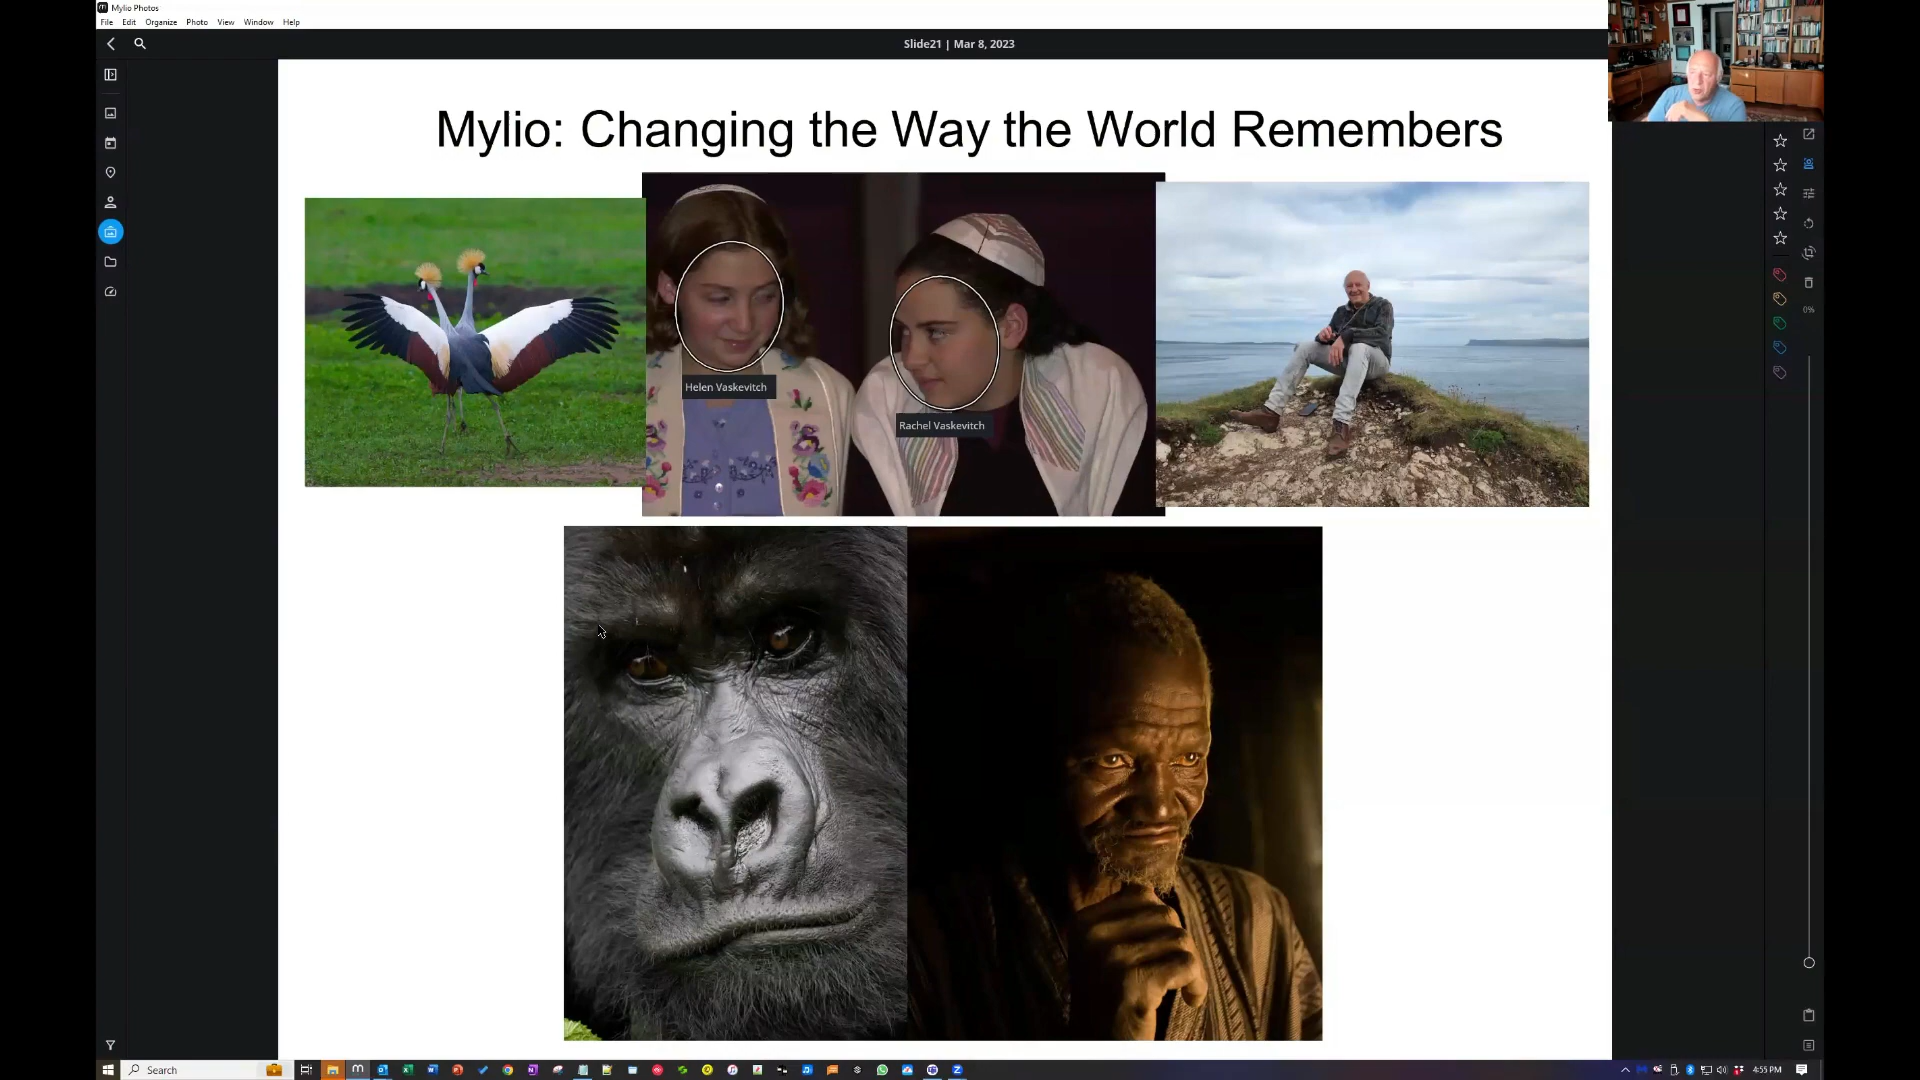 Mylio Photos
File Edit Organize Photo View Window Help
Slide21 | Mar 8, 2023
Mylio: Changing the Way the World Remembers
Helen Vaskevitch
Rachel Vaskevitch
0%
Search
4:55 PM